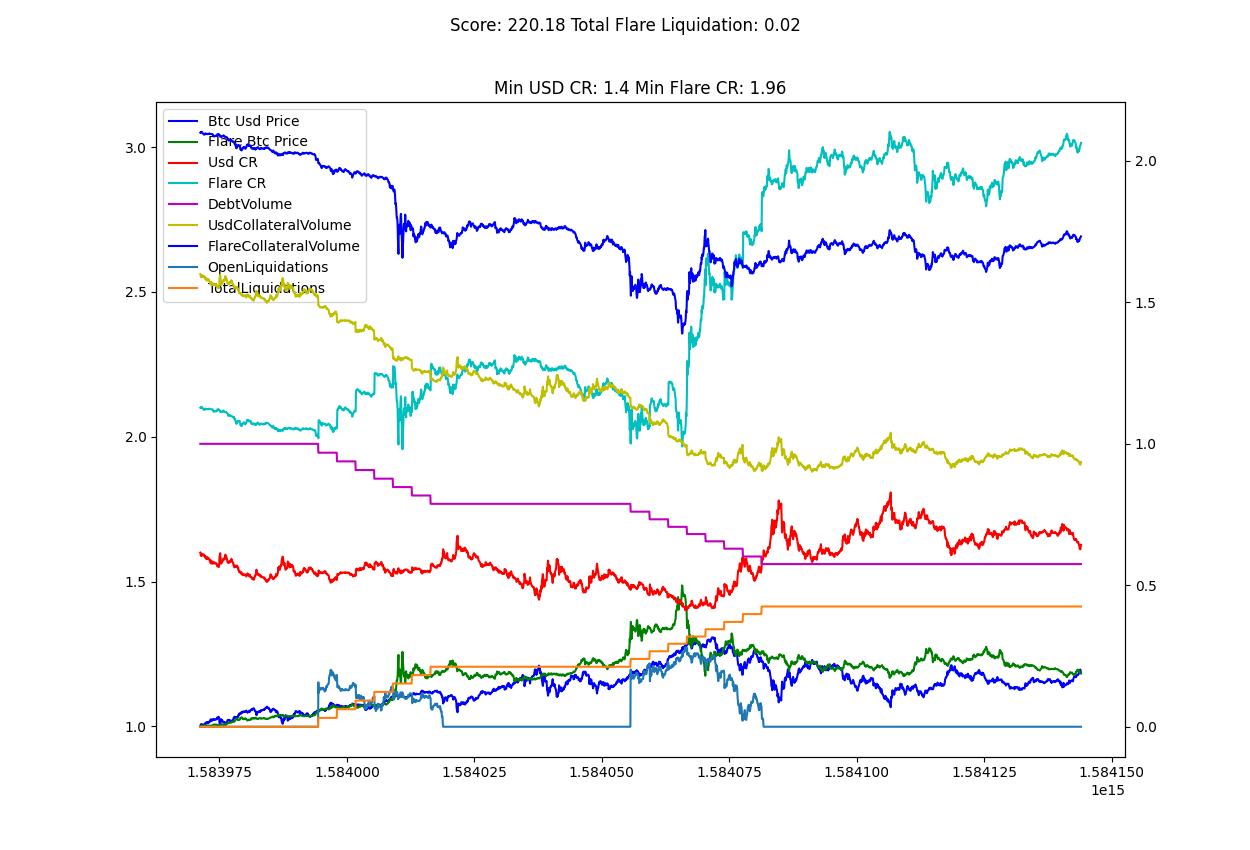 Score: 220.18 Total Flare Liquidation: 0.02
Min USD CR: 1.4 Min Flare CR: 1.96
Btc Usd Price
Flare Btc Price
Usd CR
Flare CR
DebtVolume
UsdCollateralVolume
FlareCollateralVolume
OpenLiquidations
TotalLiquidations
3.0
2.5
2.0
1.5
1.0
2.0
1.5
1.0
0.5
0.0
1.583975 1.584000 1.584025 1.584050 1.584075 1.584100 1.584125 1.584150
1e15